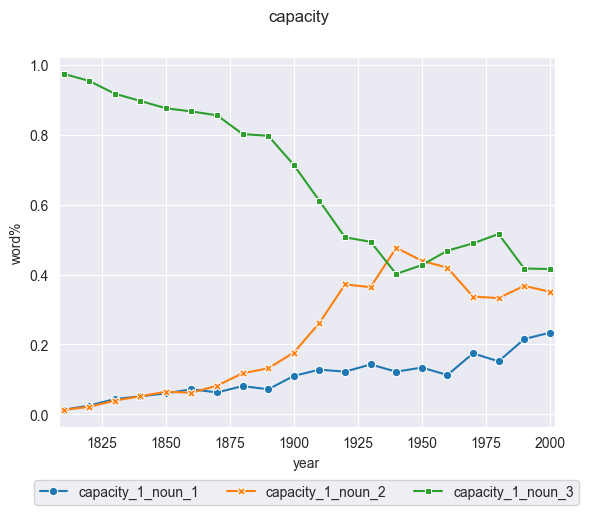 capacity
1.0
0.8
0.6
0.4
0.2
0.0
word%
1825 1850 1875 1900 1925 1950 1975 2000
year
capacity_1_noun_1 capacity_1_noun_2 capacity_1_noun_3